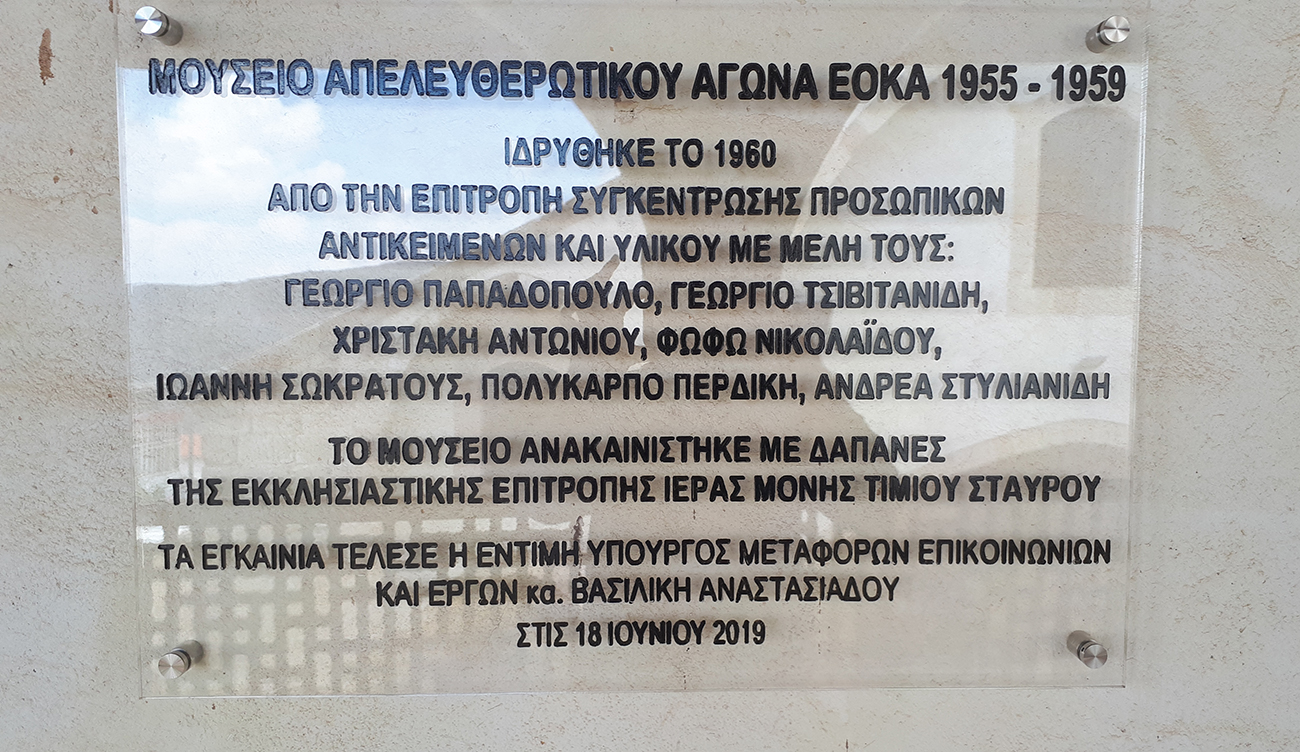 ΜΟΥΣΕΙΟ ΑΠΕΛΕΥΘΕΡΩΤΙΚΟΥ ΑΓΩΝΑ ΕΟΚΑ 1955 - 1959
ΙΔΡΥΘΗΚΕ ΤΟ 1960
ΑΠΟ ΤΗΝ ΕΠΙΤΡΟΠΗ ΣΥΓΚΕΝΤΡΩΣΗΣ ΠΡΟΣΩΠΙΚΩΝ
ΑΝΤΙΚΕΙΜΕΝΩΝ ΚΑΙ ΥΛΙΚΟΥ ΜΕ ΜΕΛΗ ΤΟΥΣ:
ΓΕΩΡΓΙΟ ΠΑΠΑΔΟΠΟΥΛΟ, ΓΕΩΡΓΙΟ ΤΣΙΒΙΤΑΝΙΔΗ,
ΧΡΙΣΤΑΚΗ ΑΝΤΩΝΙΟΥ, ΦΩΦΩ ΝΙΚΟΛΑΪΔΟΥ,
ΙΩΑΝΝΗ ΣΩΚΡΑΤΟΥΣ, ΠΟΛΥΚΑΡΠΟ ΠΕΡΔΙΚΗ, ΑΝΔΡΕΑ ΣΤΥΛΙΑΝΙΔΗ
ΤΟ ΜΟΥΣΕΙΟ ΑΝΑΚΑΙΝΙΣΤΗΚΕ ΜΕ ΔΑΠΑΝΕΣ
ΤΗΣ ΕΚΚΛΗΣΙΑΣΤΙΚΗΣ ΕΠΙΤΡΟΠΗΣ ΙΕΡΑΣ ΜΟΝΗΣ ΤΙΜΙΟΥ ΣΤΑΥΡΟΥ
ΤΑ ΕΓΚΑΙΝΙΑ ΤΕΛΕΣΕ Η ΕΝΤΙΜΗ ΥΠΟΥΡΓΟΣ ΜΕΤΑΦΟΡΩΝ ΕΠΙΚΟΙΝΩΝΙΩΝ
ΚΑΙ ΕΡΓΩΝ κα. ΒΑΣΙΛΙΚΗ ΑΝΑΣΤΑΣΙΑΔΟΥ
ΣΤΙΣ 18 ΙΟΥΝΙΟΥ 2019